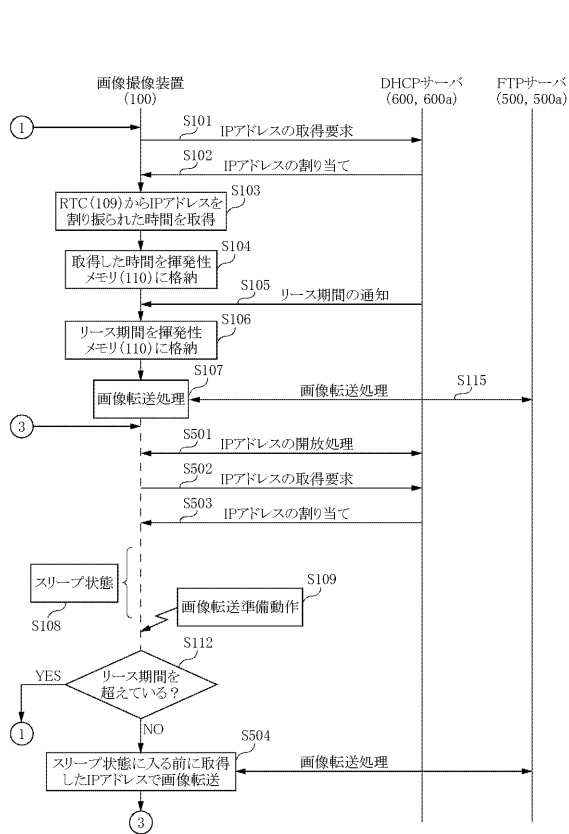 画像撮像装置
(100)
DHCPサーバ
(600, 600a)
FTPサーバ
(500, 500a)
1
S101
IPアドレスの取得要求
S102
IPアドレスの割り当て
S103
RTC(109)からIPアドレスを
割り振られた時間を取得
S104
取得した時間を揮発性
メモリ(110)に格納
S105
リース期間の通知
S106
リース期間を揮発性
メモリ(110)に格納
S107
画像転送処理
画像転送処理
S115
3
S501
IPアドレスの開放処理
S502
IPアドレスの取得要求
S503
IPアドレスの割り当て
スリープ状態
S108
S109
画像転送準備動作
S112
YES
リース期間を
超えている?
1
NO
S504
スリープ状態に入る前に取得
したIPアドレスで画像転送
画像転送処理
3